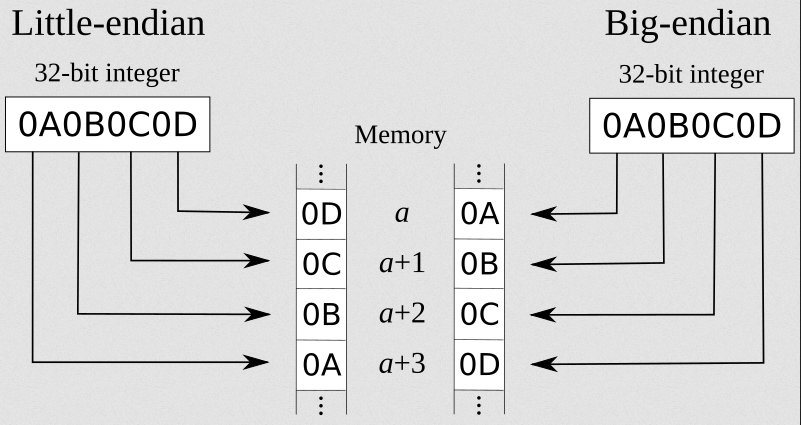 Little-endian
Big-endian
32-bit integer
32-bit integer
0A0B0C0D
0A0B0C0D
Memory
⋮ ⋮
0D a 0A
0C a+1 0B
0B a+2 0C
0A a+3 0D
⋮ ⋮